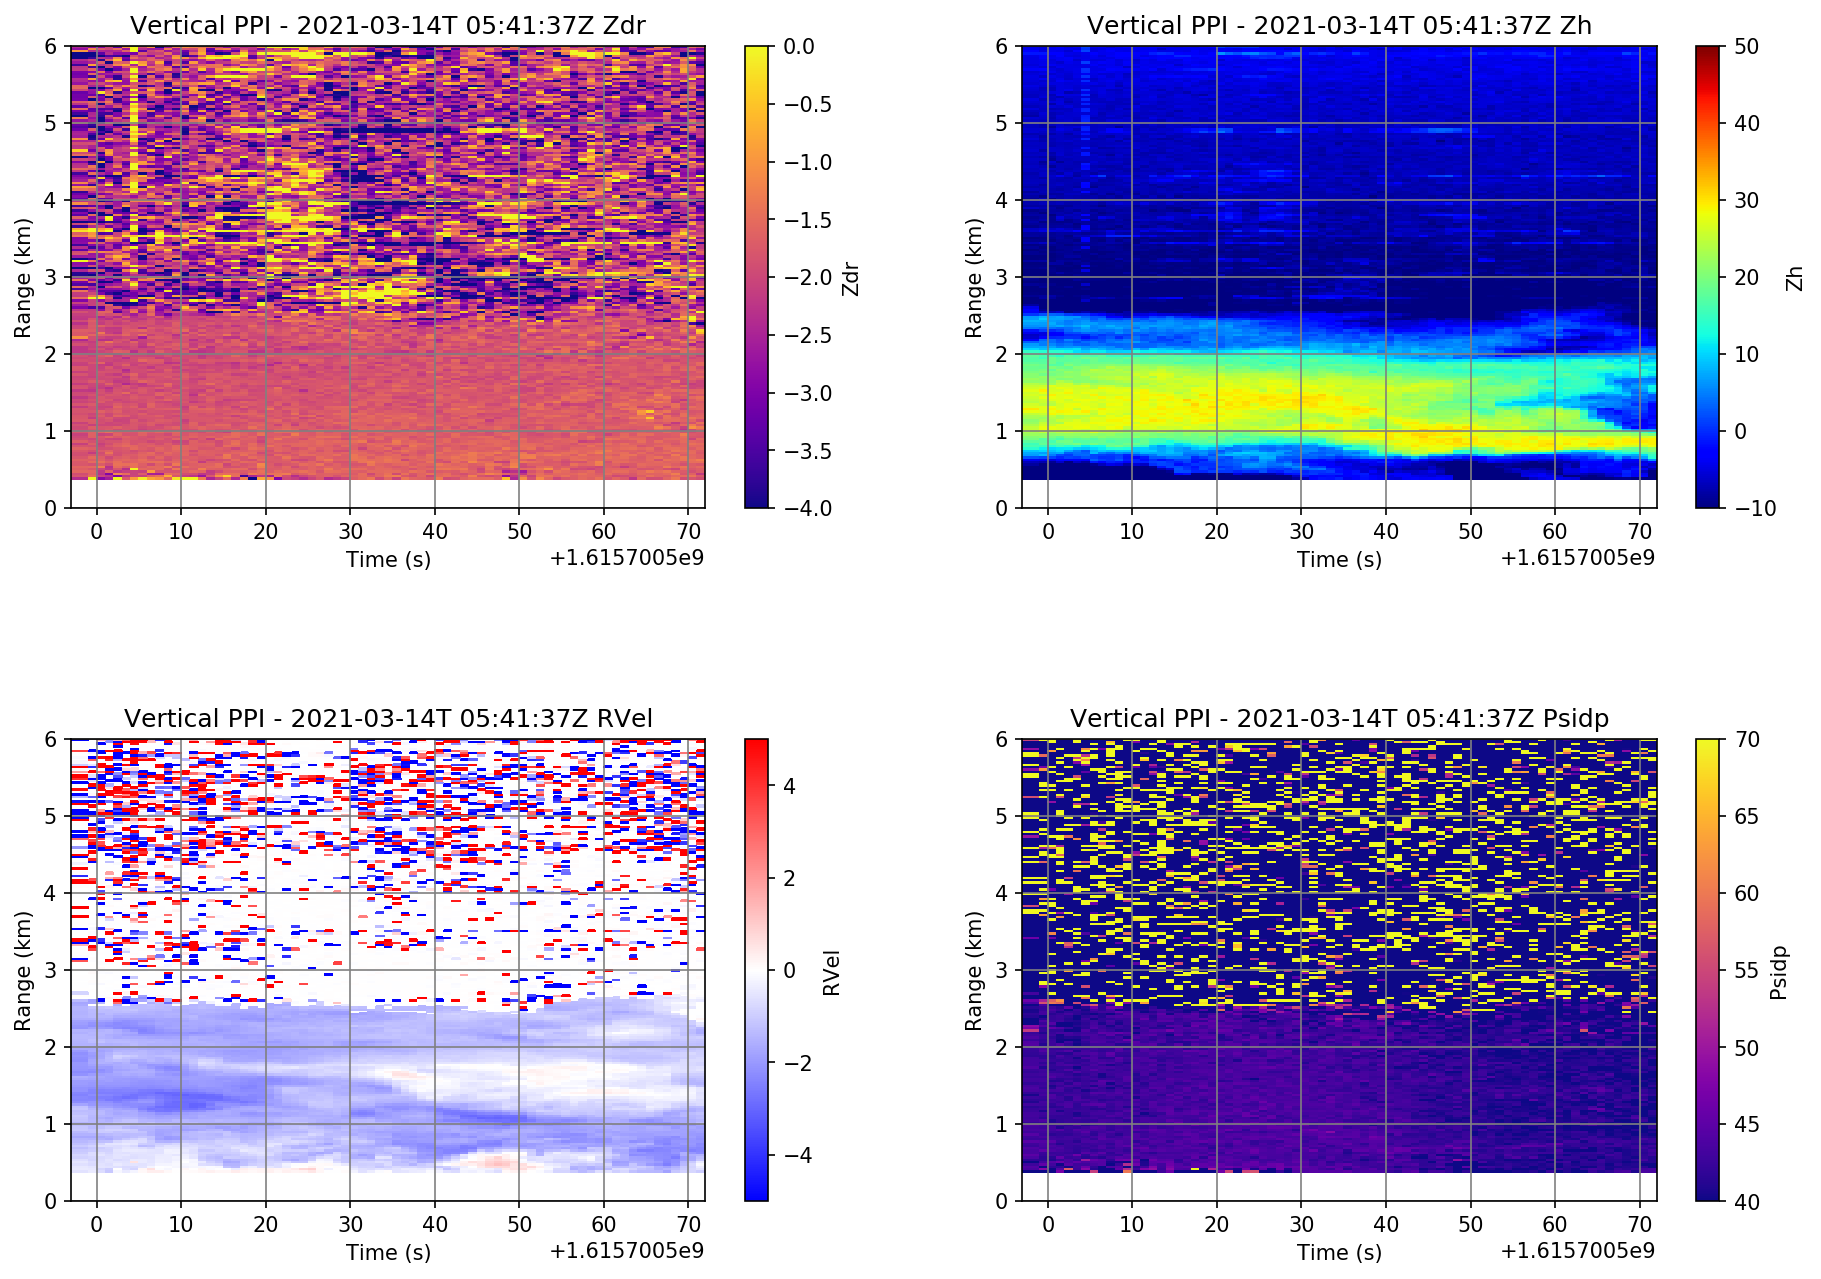 Vertical PPI - 2021-03-14T 05:41:37Z Zdr
6
5
4
3
2
1
0
Range (km)
0 10 20 30 40 50 60 70
Time (s)
+1.6157005e9
0.0
−0.5
−1.0
−1.5
−2.0
−2.5
−3.0
−3.5
−4.0
Zdr
Vertical PPI - 2021-03-14T 05:41:37Z Zh
6
5
4
3
2
1
0
Range (km)
0 10 20 30 40 50 60 70
Time (s)
+1.6157005e9
50
40
30
20
10
0
−10
Zh
Vertical PPI - 2021-03-14T 05:41:37Z RVel
6
5
4
3
2
1
0
Range (km)
0 10 20 30 40 50 60 70
Time (s)
+1.6157005e9
4
2
0
−2
−4
RVel
Vertical PPI - 2021-03-14T 05:41:37Z Psidp
6
5
4
3
2
1
0
Range (km)
0 10 20 30 40 50 60 70
Time (s)
+1.6157005e9
70
65
60
55
50
45
40
Psidp